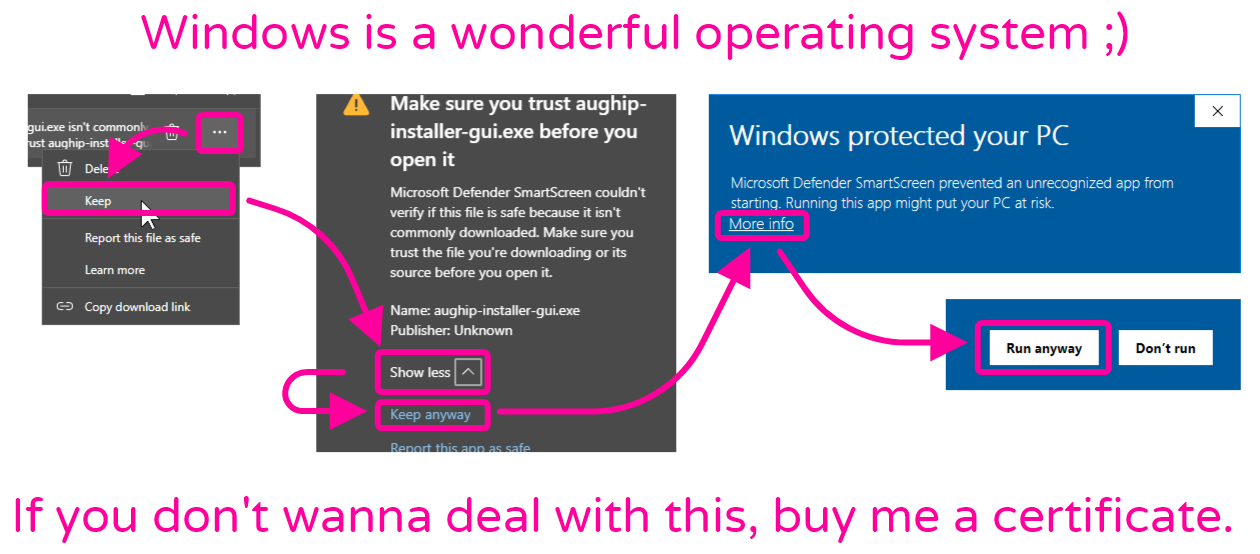 Windows is a wonderful operating system ;)
gui.exe isn't commonly
rust aughip-inst
Delete
Keep
Report this file as safe
Learn more
Copy download link
Make sure you trust aughip-
installer-gui.exe before you
open it
Microsoft Defender SmartScreen couldn't
verify if this file is safe because it isn't
commonly downloaded. Make sure you
trust the file you're downloading or its
source before you open it.
Name: aughip-installer-gui.exe
Publisher: Unknown
Show less
Keep anyway
Report this app as safe
Windows protected your PC
Microsoft Defender SmartScreen prevented an unrecognized app from
starting. Running this app might put your PC at risk.
More info
Run anyway
Don't run
If you don't wanna deal with this, buy me a certificate.